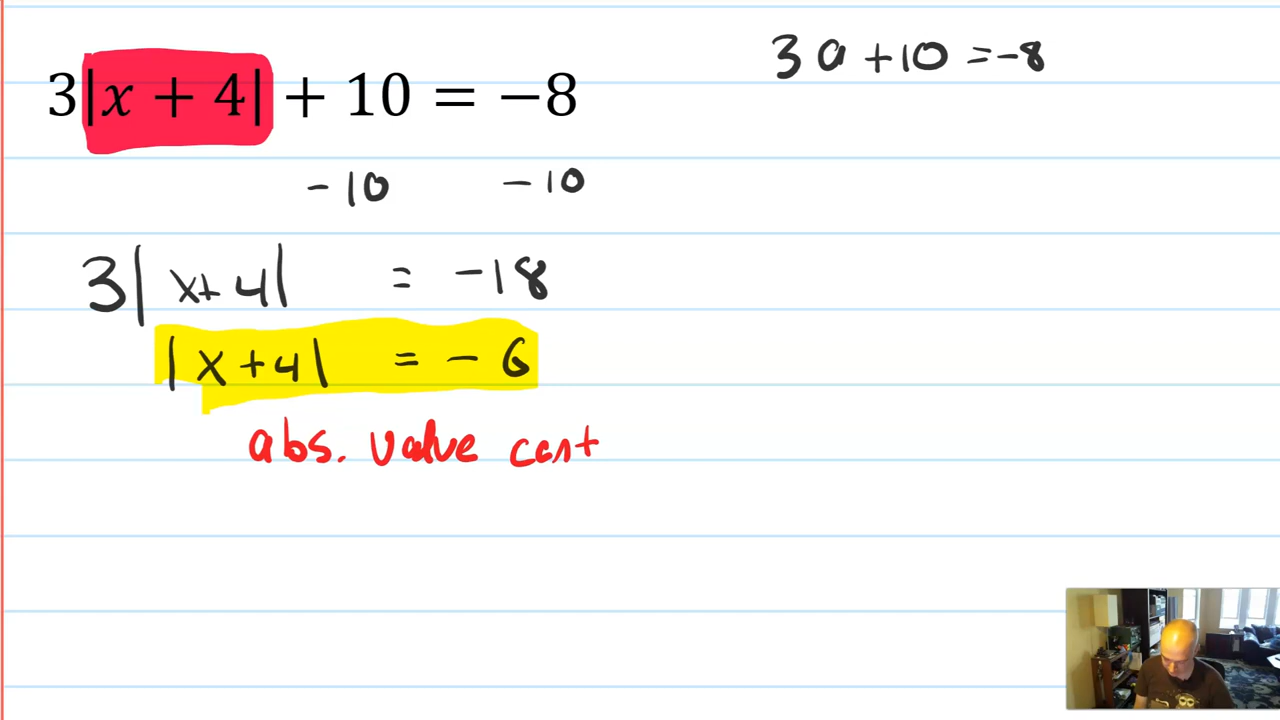 3|x + 4| + 10 = −8
3a + 10 = -8
-10 -10
3|x+4| = -18
|x+4| = -6
abs. value cant